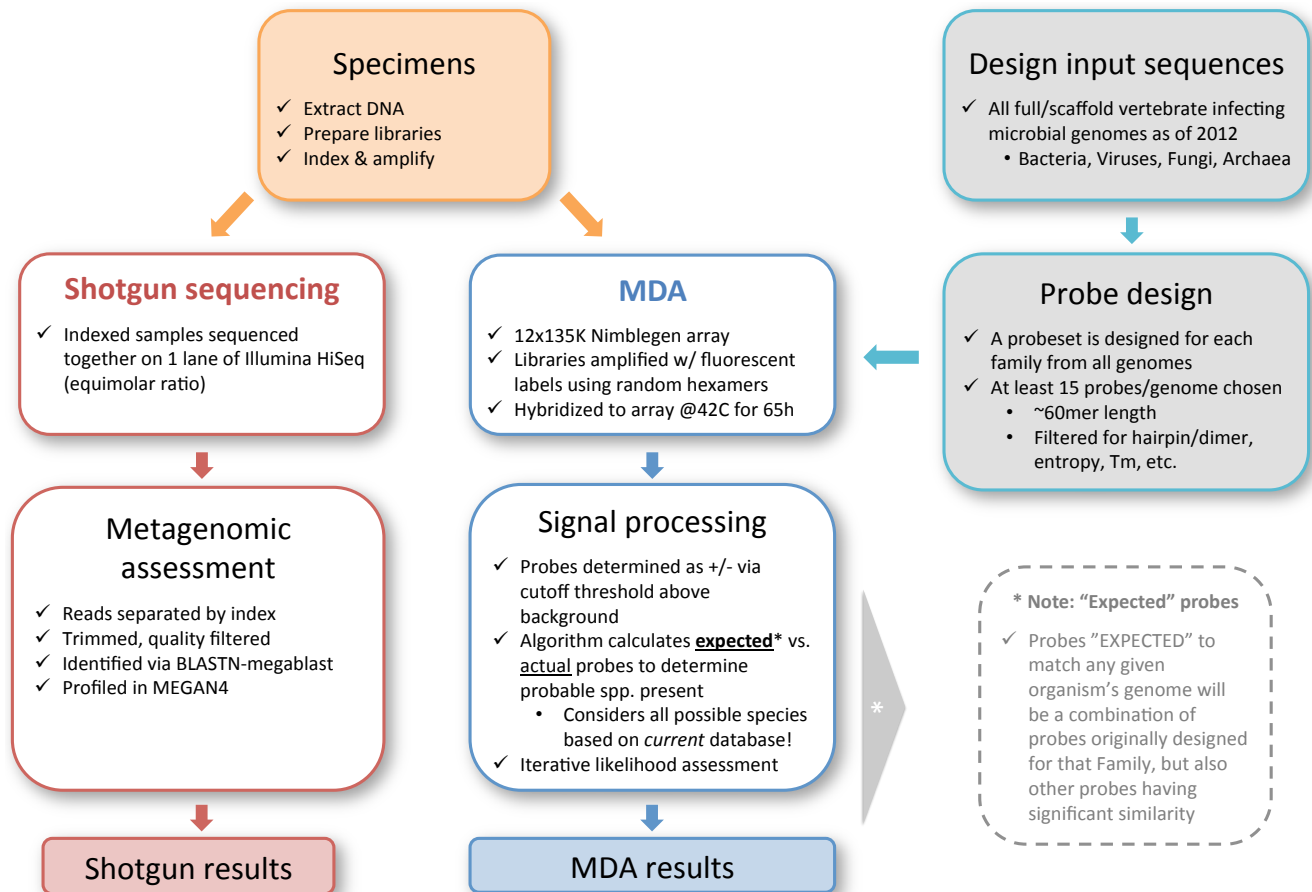 Specimens
✓ Extract DNA
✓ Prepare libraries
✓ Index & amplify
Design input sequences
✓ All full/scaffold vertebrate infecting
microbial genomes as of 2012
• Bacteria, Viruses, Fungi, Archaea
Shotgun sequencing
✓ Indexed samples sequenced
together on 1 lane of Illumina HiSeq
(equimolar ratio)
MDA
✓ 12x135K Nimblegen array
✓ Libraries amplified w/ fluorescent
labels using random hexamers
✓ Hybridized to array @42C for 65h
Probe design
✓ A probeset is designed for each
family from all genomes
✓ At least 15 probes/genome chosen
• ~60mer length
• Filtered for hairpin/dimer,
entropy, Tm, etc.
Metagenomic
assessment
✓ Reads separated by index
✓ Trimmed, quality filtered
✓ Identified via BLASTN-megablast
✓ Profiled in MEGAN4
Signal processing
✓ Probes determined as +/- via
cutoff threshold above
background
✓ Algorithm calculates expected* vs.
actual probes to determine
probable spp. present
• Considers all possible species
based on current database!
✓ Iterative likelihood assessment
*
* Note: “Expected” probes
✓ Probes ”EXPECTED” to
match any given
organism’s genome will
be a combination of
probes originally designed
for that Family, but also
other probes having
significant similarity
Shotgun results
MDA results